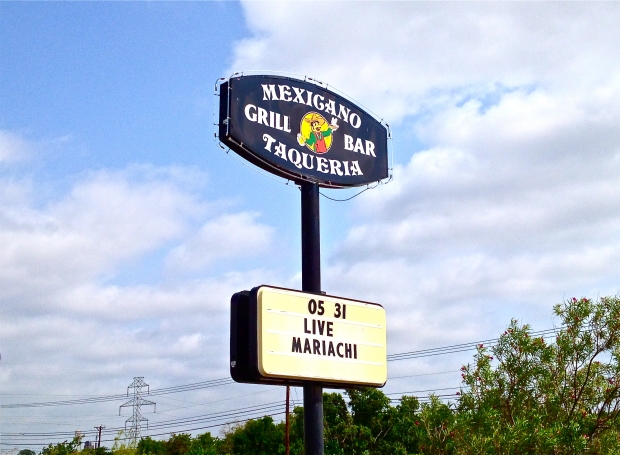 MEXICANO
GRILL BAR
TAQUERIA
05 31
LIVE
MARIACHI